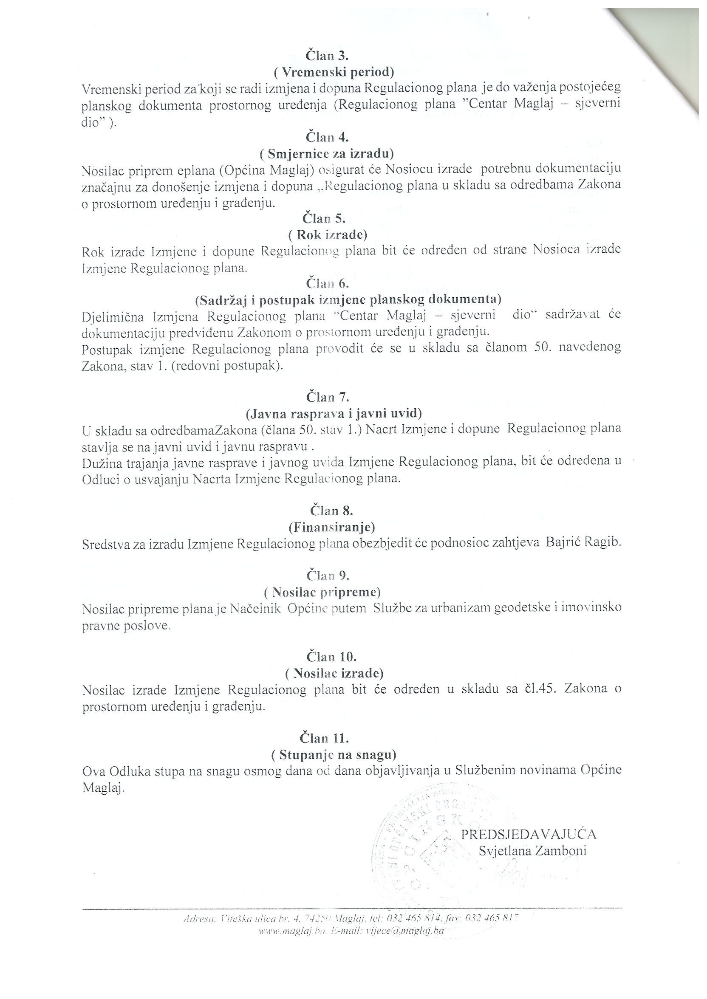 Član 3.
( Vremenski period)
Vremenski period za koji se radi izmjena i dopuna Regulacionog plana je do važenja postojećeg
planskog dokumenta prostornog uređenja (Regulacionog plana ”Centar Maglaj – sjeverni
dio” ).
Član 4.
( Smjernice za izradu)
Nosilac priprem eplana (Općina Maglaj) osigurat će Nosiocu izrade potrebnu dokumentaciju
značajnu za donošenje izmjena i dopuna „Regulacionog plana u skladu sa odredbama Zakona
o prostornom uređenju i građenju.
Član 5.
( Rok izrade)
Rok izrade Izmjene i dopune Regulacionog plana bit će određen od strane Nosioca izrade
Izmjene Regulacionog plana.
Član 6.
(Sadržaj i postupak izmjene planskog dokumenta)
Djelimična Izmjena Regulacionog plana “Centar Maglaj – sjeverni dio“ sadržavat će
dokumentaciju predviđenu Zakonom o prostornom uređenju i građenju.
Postupak izmjene Regulacionog plana provodit će se u skladu sa članom 50. navedenog
Zakona, stav 1. (redovni postupak).
Član 7.
(Javna rasprava i javni uvid)
U skladu sa odredbamaZakona (člana 50. stav 1.) Nacrt Izmjene i dopune Regulacionog plana
stavlja se na javni uvid i javnu raspravu .
Dužina trajanja javne rasprave i javnog uvida Izmjene Regulacionog plana, bit će određena u
Odluci o usvajanju Nacrta Izmjene Regulacionog plana.
Član 8.
(Finansiranje)
Sredstva za izradu Izmjene Regulacionog plana obezbjedit će podnosioc zahtjeva Bajrić Ragib.
Član 9.
( Nosilac pripreme)
Nosilac pripreme plana je Načelnik Općine putem Službe za urbanizam geodetske i imovinsko
pravne poslove.
Član 10.
( Nosilac izrade)
Nosilac izrade Izmjene Regulacionog plana bit će određen u skladu sa čl.45. Zakona o
prostornom uređenju i građenju.
Član 11.
( Stupanje na snagu)
Ova Odluka stupa na snagu osmog dana od dana objavljivanja u Službenim novinama Općine
Maglaj.
PREDSJEDAVAJUĆA
Svjetlana Zamboni
Adresa: Viteška ulica br. 4, 74250 Maglaj, tel: 032 465 814, fax: 032 465 817
www.maglaj.ba. E-mail: vijece@maglaj.ba